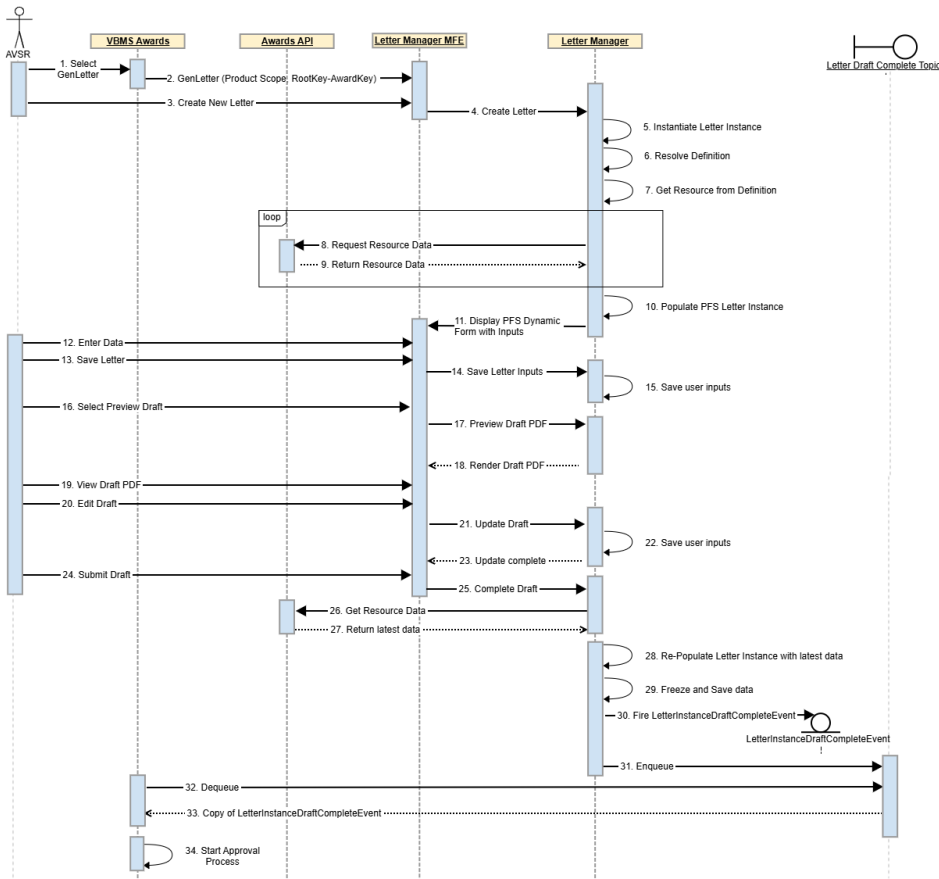 AVSR
VBMS Awards
Awards API
Letter Manager MFE
Letter Manager
Letter Draft Complete Topic
1. Select
GenLetter
2. GenLetter (Product Scope, RootKey-AwardKey)
3. Create New Letter
4. Create Letter
5. Instantiate Letter Instance
6. Resolve Definition
7. Get Resource from Definition
loop
8. Request Resource Data
9. Return Resource Data
10. Populate PFS Letter Instance
11. Display PFS Dynamic
Form with Inputs
12. Enter Data
13. Save Letter
14. Save Letter Inputs
15. Save user inputs
16. Select Preview Draft
17. Preview Draft PDF
18. Render Draft PDF
19. View Draft PDF
20. Edit Draft
21. Update Draft
22. Save user inputs
23. Update complete
24. Submit Draft
25. Complete Draft
26. Get Resource Data
27. Return latest data
28. Re-Populate Letter Instance with latest data
29. Freeze and Save data
30. Fire LetterInstanceDraftCompleteEvent
LetterInstanceDraftCompleteEvent
31. Enqueue
32. Dequeue
33. Copy of LetterInstanceDraftCompleteEvent
34. Start Approval
Process